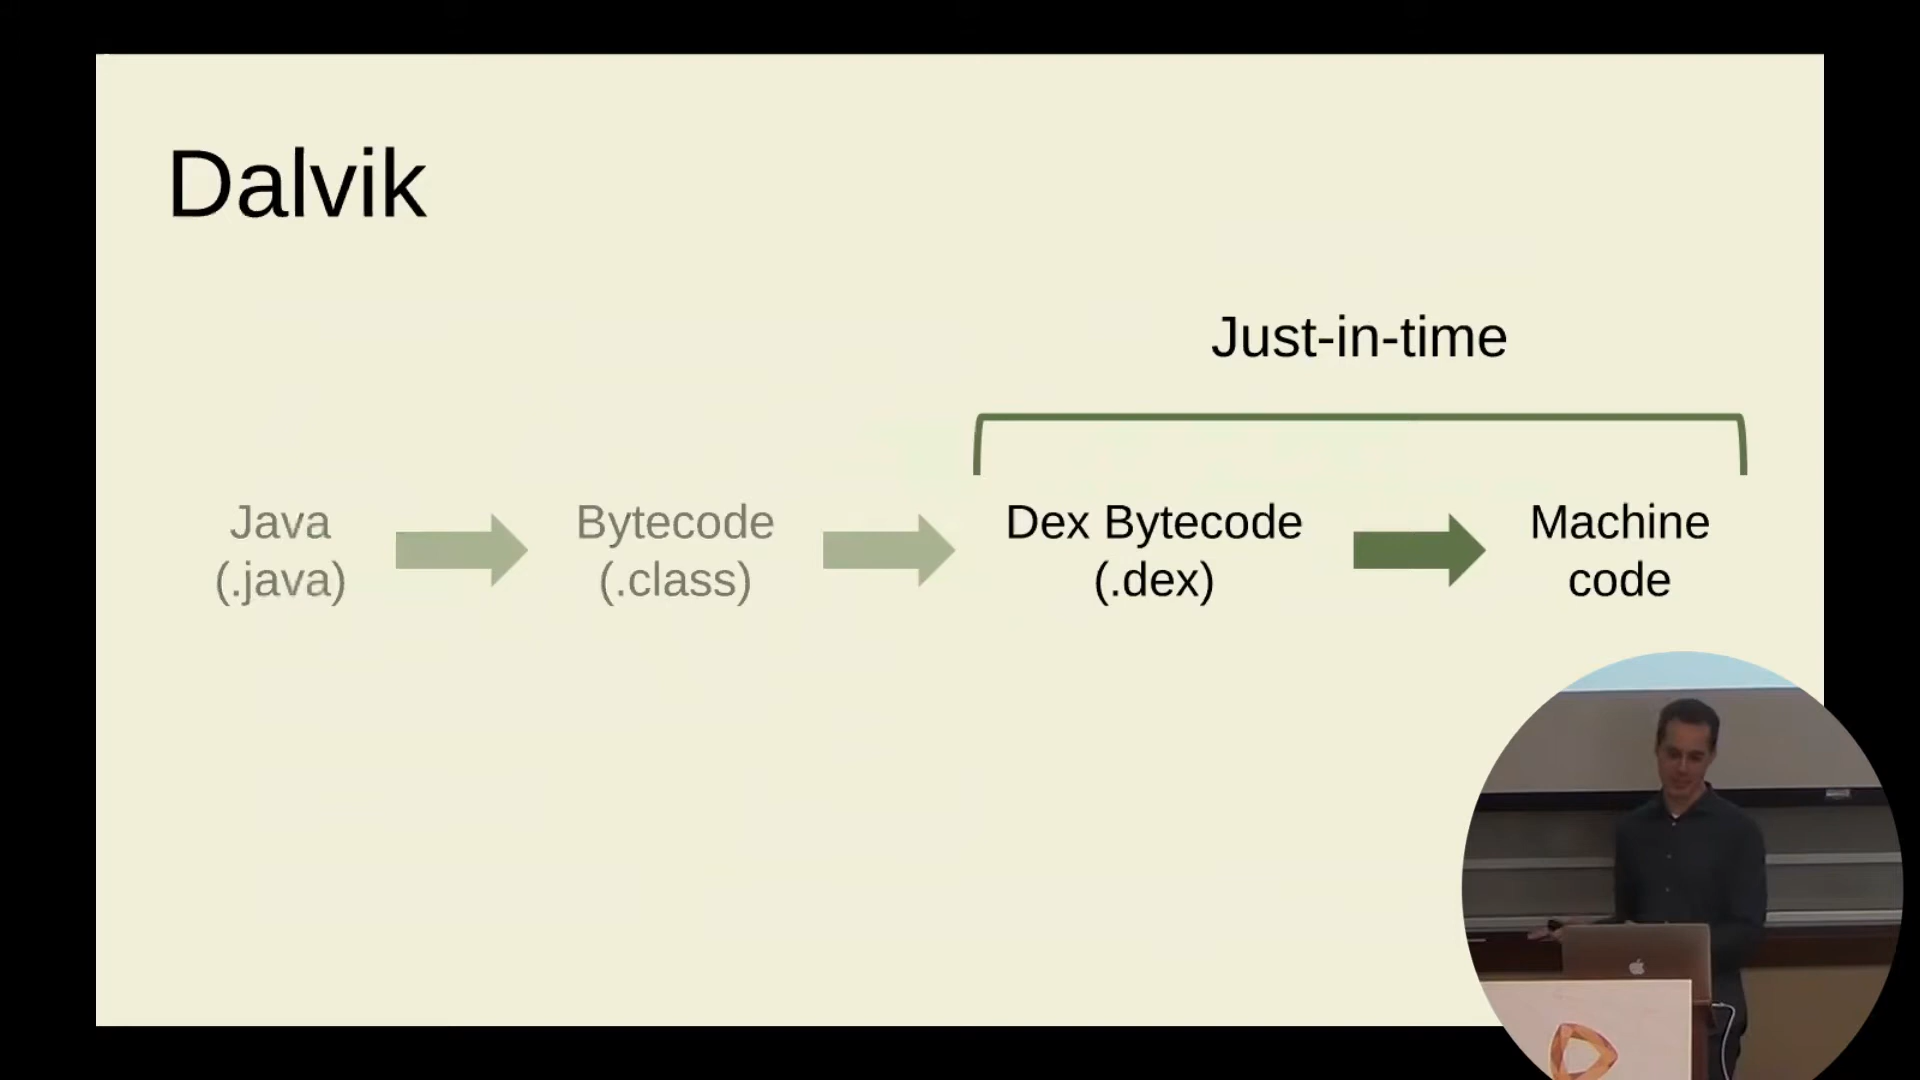 Dalvik
Just-in-time
Java
(.java)
Bytecode
(.class)
Dex Bytecode
(.dex)
Machine
code